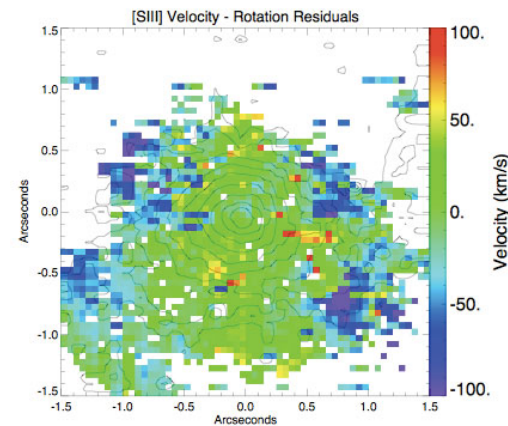 [SIII] Velocity - Rotation Residuals
1.5
1.0
0.5
0.0
-0.5
-1.0
-1.5
Arcseconds
-1.5 -1.0 -0.5 0.0 0.5 1.0 1.5
Arcseconds
100.
50.
0.
-50.
-100.
Velocity (km/s)